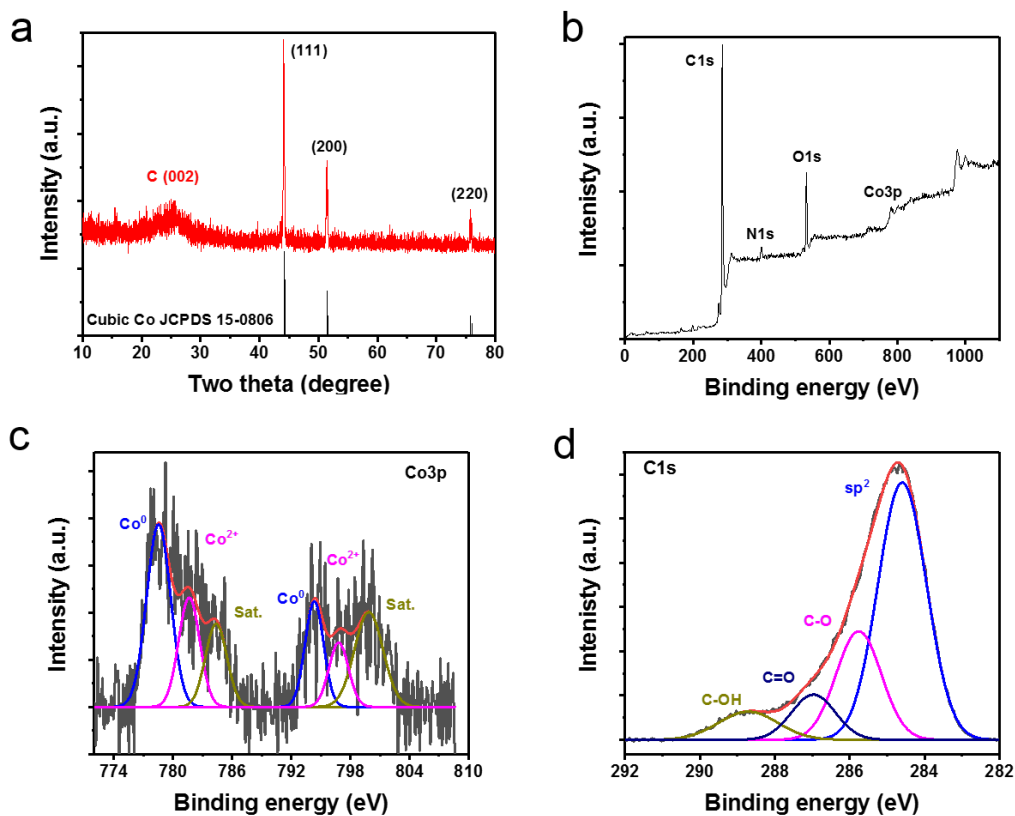 a
Intensity (a.u.)
C (002)
(111)
(200)
(220)
Cubic Co JCPDS 15-0806
10 20 30 40 50 60 70 80
Two theta (degree)
b
Intenisty (a.u.)
C1s
N1s
O1s
Co3p
0 200 400 600 800 1000
Binding energy (eV)
c
Intensity (a.u.)
Co3p
Co⁰
Co²⁺
Sat.
Co⁰
Co²⁺
Sat.
774 780 786 792 798 804 810
Binding energy (eV)
d
Intenisty (a.u.)
C1s
sp²
C-O
C=O
C-OH
292 290 288 286 284 282
Binding energy (eV)